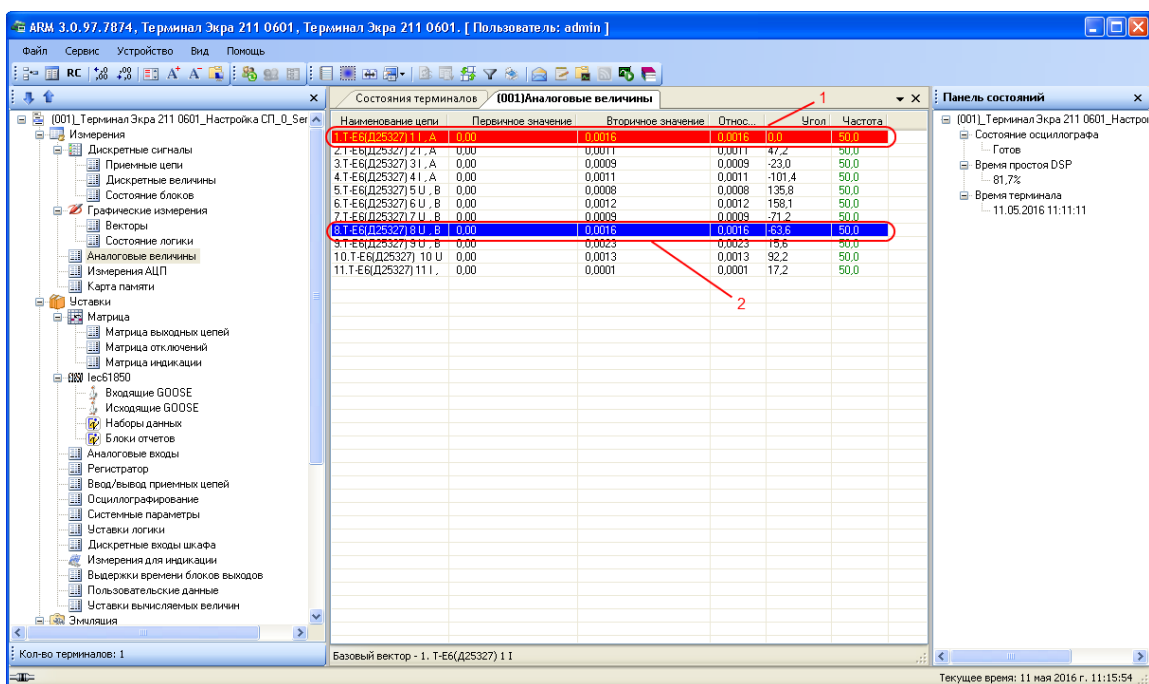 ARM 3.0.97.7874, Терминал Экра 211 0601, Терминал Экра 211 0601. [ Пользователь: admin ]
Файл Сервис Устройство Вид Помощь
Состояния терминалов (001)Аналоговые величины
(001)_Терминал Экра 211 0601_Настройка СП_0_Ser
Измерения
Дискретные сигналы
Приемные цепи
Дискретные величины
Состояние блоков
Графические измерения
Векторы
Состояние логики
Аналоговые величины
Измерения АЦП
Карта памяти
Уставки
Матрица
Матрица выходных цепей
Матрица отключений
Матрица индикации
Iec61850
Входящие GOOSE
Исходящие GOOSE
Наборы данных
Блоки отчетов
Аналоговые входы
Регистратор
Ввод/вывод приемных цепей
Осциллографирование
Системные параметры
Уставки логики
Дискретные входы шкафа
Измерения для индикации
Выдержки времени блоков выходов
Пользовательские данные
Уставки вычисляемых величин
Эмуляция
Кол-во терминалов: 1
Наименование цепи Первичное значение Вторичное значение Относ... Угол Частота
1.Т-Е6(Д25327) 1 I , А 0,00 0,0016 0,0016 0,0 50,0
2.Т-Е6(Д25327) 2 I , А 0,00 0,0011 0,0011 47,2 50,0
3.Т-Е6(Д25327) 3 I , А 0,00 0,0009 0,0009 -23,0 50,0
4.Т-Е6(Д25327) 4 I , А 0,00 0,0011 0,0011 -101,4 50,0
5.Т-Е6(Д25327) 5 U , В 0,00 0,0008 0,0008 135,8 50,0
6.Т-Е6(Д25327) 6 U , В 0,00 0,0012 0,0012 158,1 50,0
7.Т-Е6(Д25327) 7 U , В 0,00 0,0009 0,0009 -71,2 50,0
8.Т-Е6(Д25327) 8 U , В 0,00 0,0016 0,0016 -63,6 50,0
9.Т-Е6(Д25327) 9 U , В 0,00 0,0023 0,0023 15,6 50,0
10.Т-Е6(Д25327) 10 U 0,00 0,0013 0,0013 92,2 50,0
11.Т-Е6(Д25327) 11 I , 0,00 0,0001 0,0001 17,2 50,0
1
2
Базовый вектор - 1. Т-Е6(Д25327) 1 I
Панель состояний
(001)_Терминал Экра 211 0601_Настрой
Состояние осциллографа
Готов
Время простоя DSP
81,7%
Время терминала
11.05.2016 11:11:11
Текущее время: 11 мая 2016 г. 11:15:54